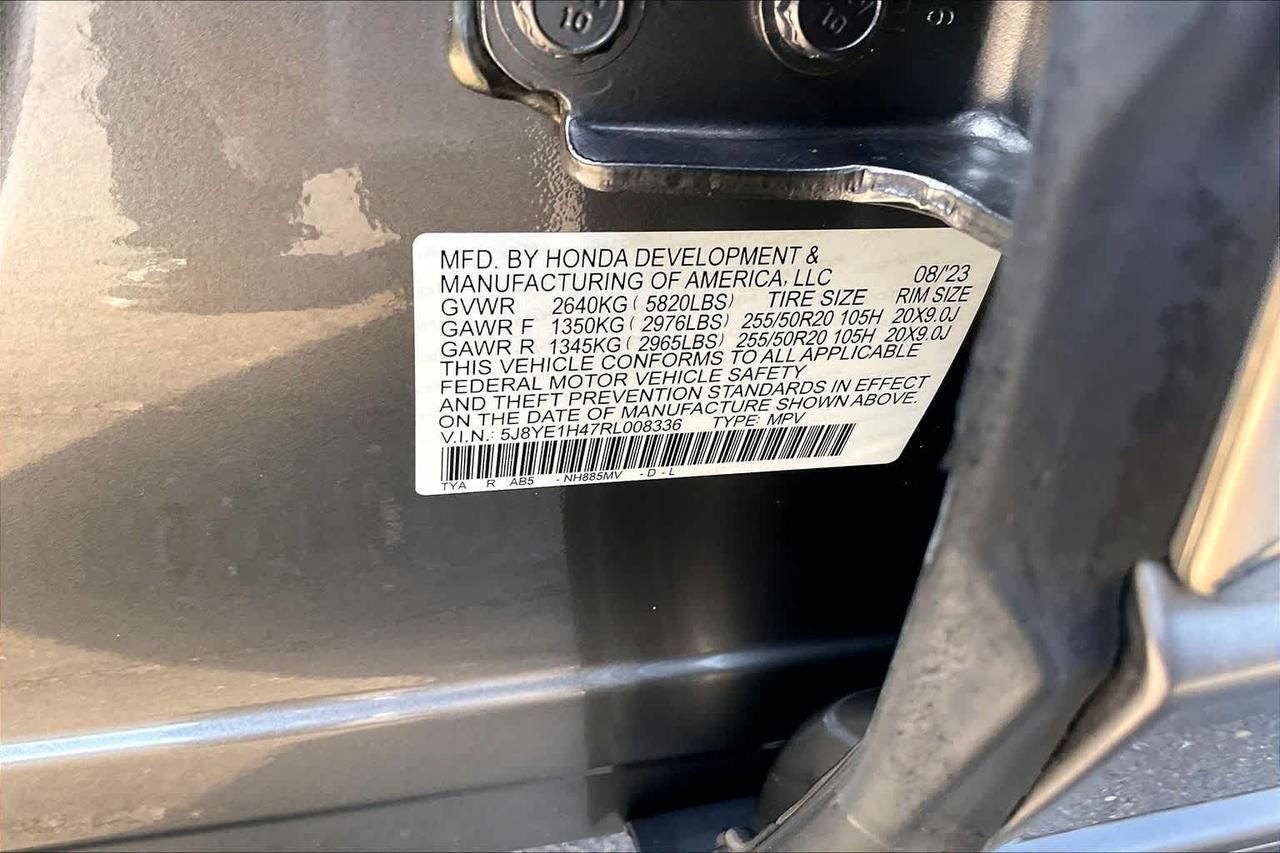 10
10
6
MFD. BY HONDA DEVELOPMENT &
MANUFACTURING OF AMERICA, LLC 08/'23
GVWR 2640KG ( 5820LBS) TIRE SIZE RIM SIZE
GAWR F 1350KG ( 2976LBS) 255/50R20 105H 20X9.0J
GAWR R 1345KG ( 2965LBS) 255/50R20 105H 20X9.0J
THIS VEHICLE CONFORMS TO ALL APPLICABLE
FEDERAL MOTOR VEHICLE SAFETY
AND THEFT PREVENTION STANDARDS IN EFFECT
ON THE DATE OF MANUFACTURE SHOWN ABOVE.
V.I.N.: 5J8YE1H47RL008336 TYPE: MPV
TYA R AB5 - NH885MV - D - L